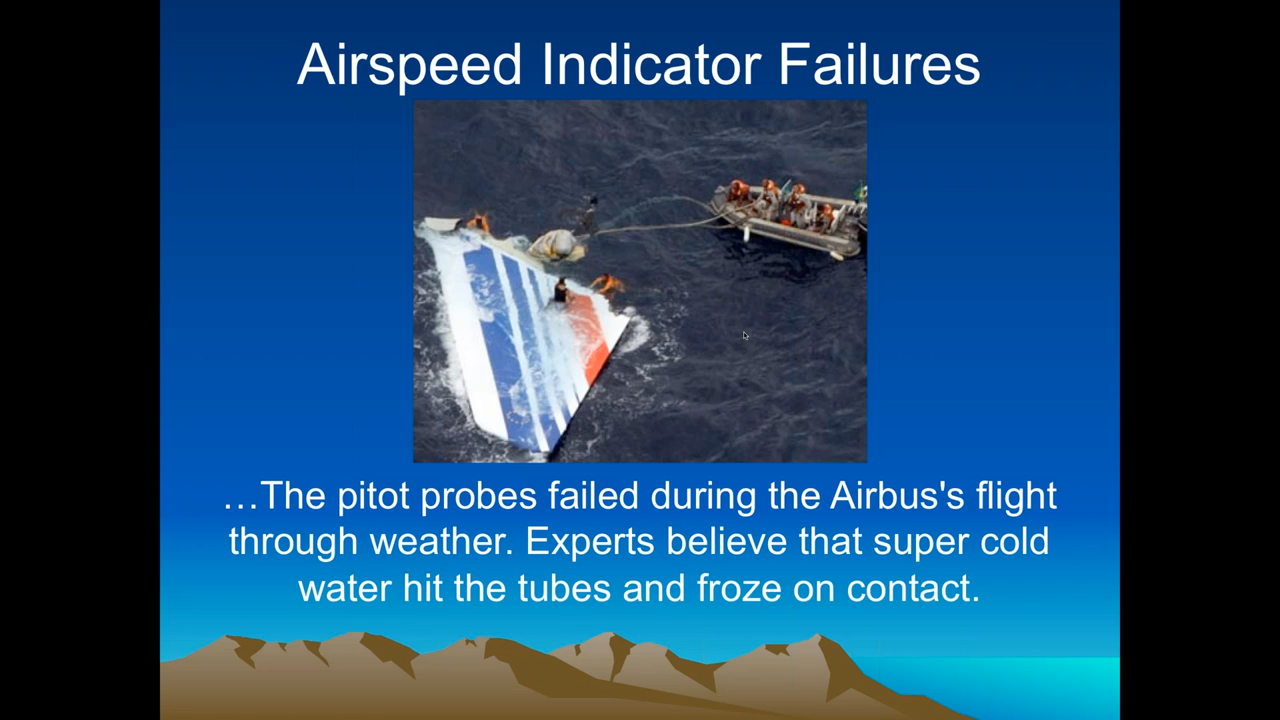 Airspeed Indicator Failures
…The pitot probes failed during the Airbus's flight
through weather. Experts believe that super cold
water hit the tubes and froze on contact.